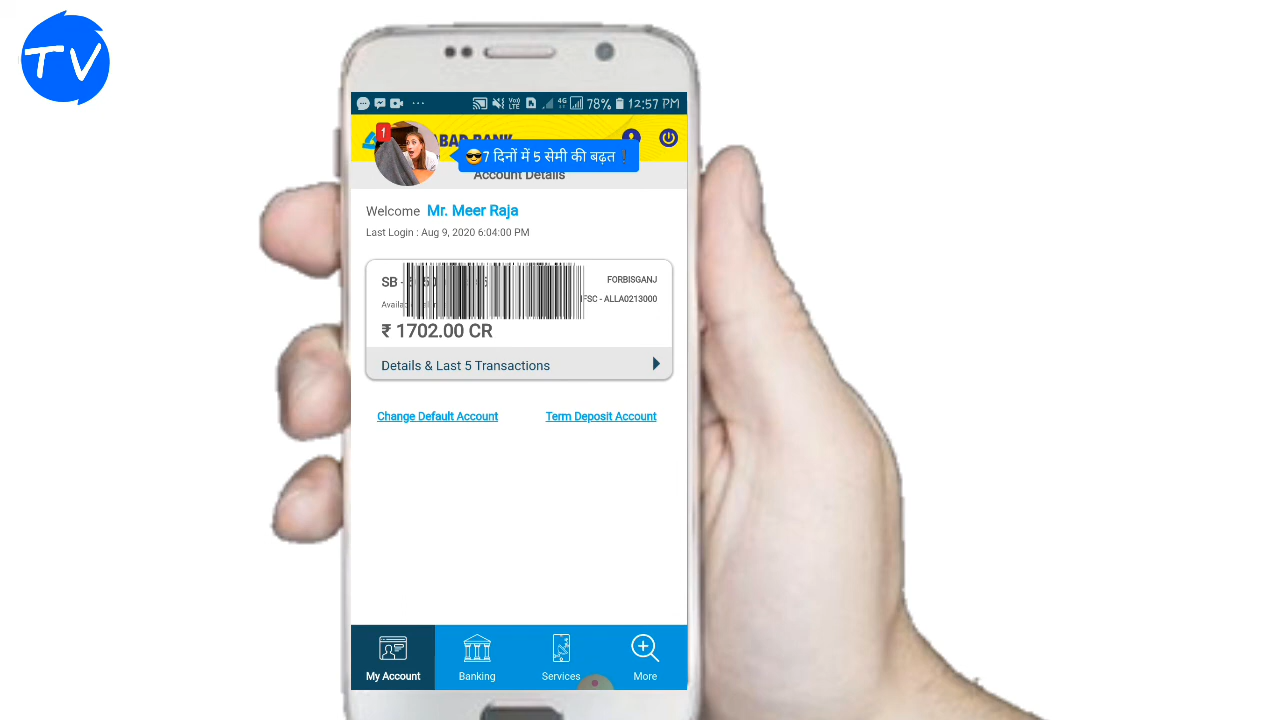 TV
78% 12:57 PM
1
BAD BANK
7 दिनों में 5 सेमी की बढ़त
Account Details
Welcome Mr. Meer Raja
Last Login : Aug 9, 2020 6:04:00 PM
SB -
FORBISGANJ
IFSC - ALLA0213000
₹ 1702.00 CR
Details & Last 5 Transactions
Change Default Account Term Deposit Account
My Account Banking Services More